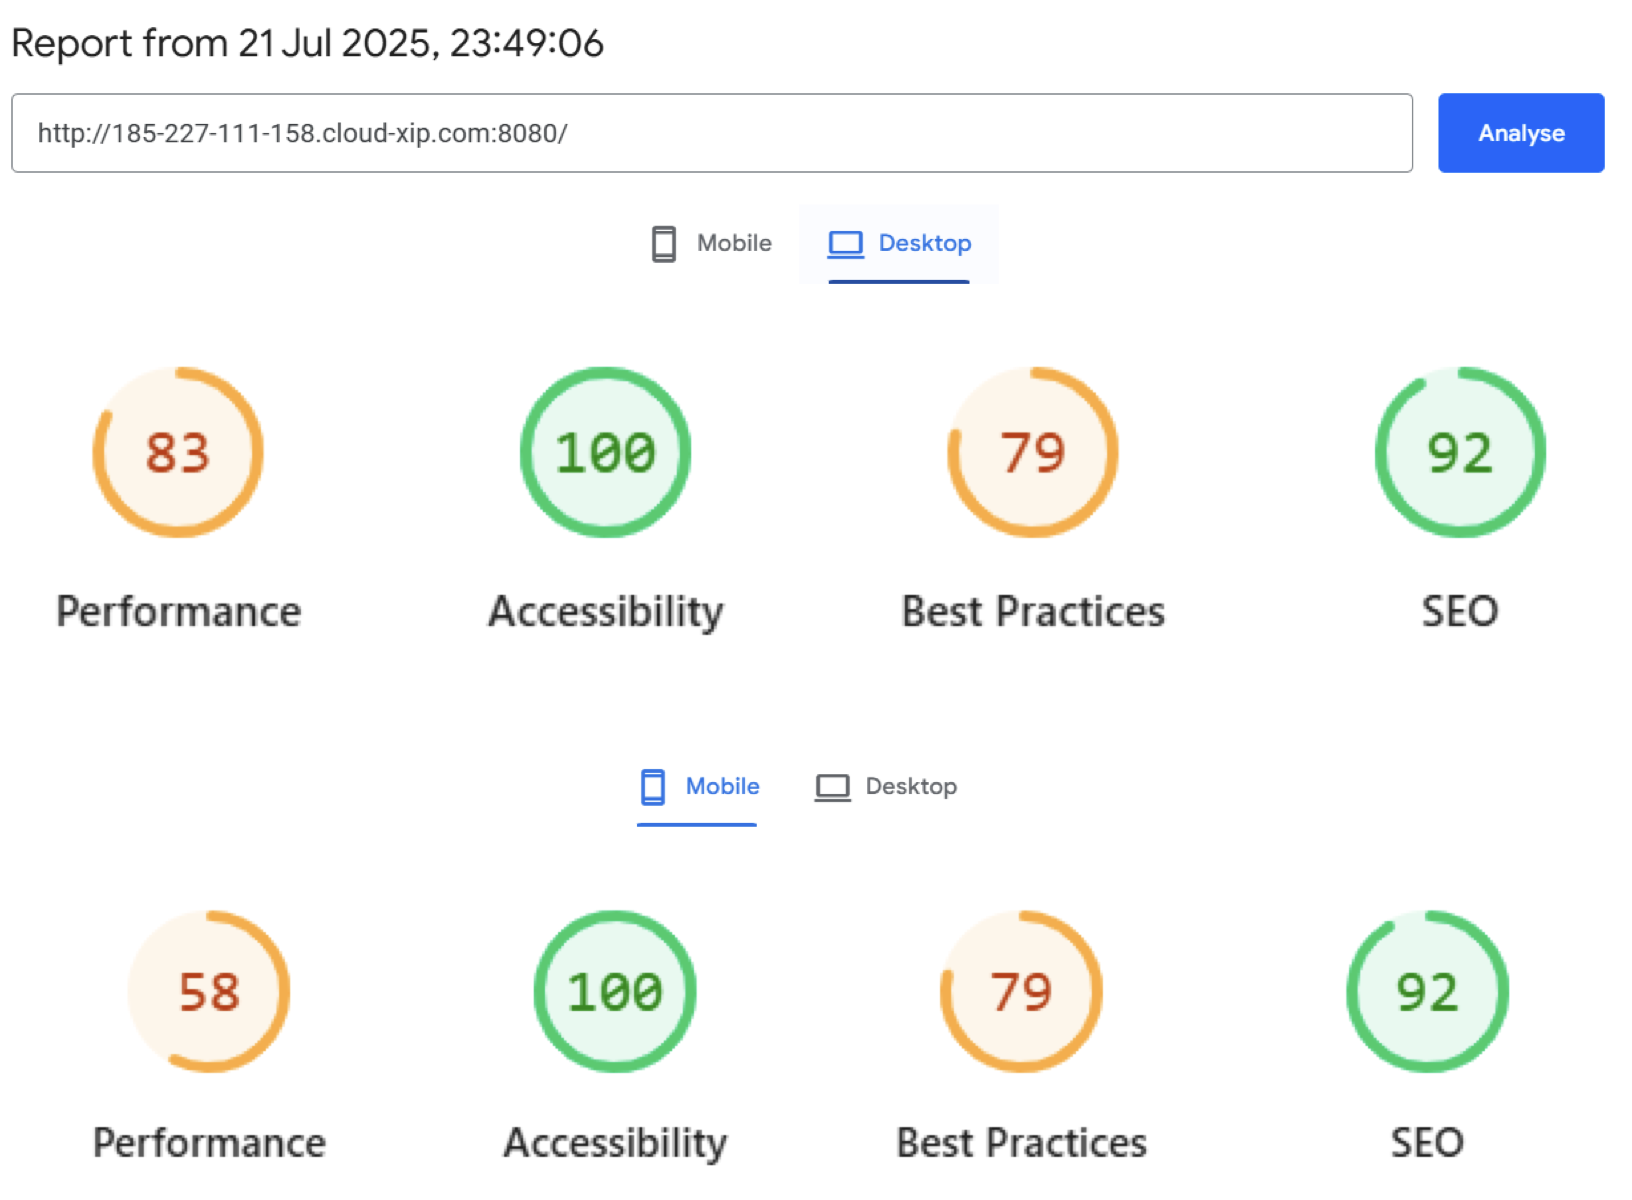 Report from 21 Jul 2025, 23:49:06
http://185-227-111-158.cloud-xip.com:8080/
Analyse
Mobile Desktop
83 100 79 92
Performance Accessibility Best Practices SEO
Mobile Desktop
58 100 79 92
Performance Accessibility Best Practices SEO